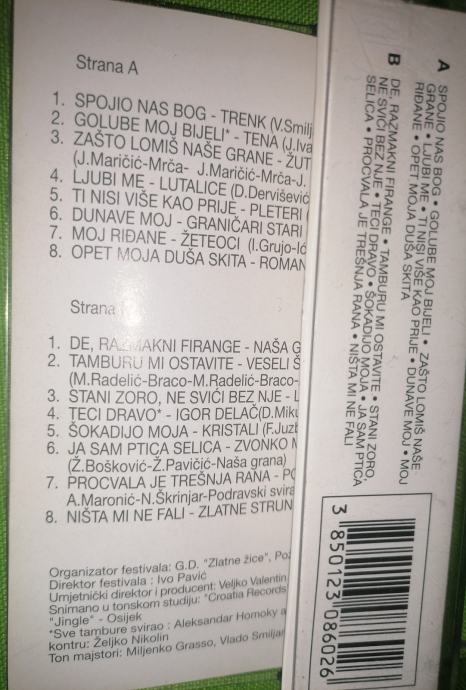 Strana A
1. SPOJIO NAS BOG - TRENK (V.Smilj
2. GOLUBE MOJ BIJELI* - TENA (J.Iva
3. ZAŠTO LOMIŠ NAŠE GRANE - ŽUT
(J.Maričić-Mrča- J.Maričić-Mrča-J.
4. LJUBI ME - LUTALICE (D.Dervišević
5. TI NISI VIŠE KAO PRIJE - PLETERI (
6. DUNAVE MOJ - GRANIČARI STARI
7. MOJ RIĐANE - ŽETEOCI (I.Grujo-Ić
8. OPET MOJA DUŠA SKITA - ROMAN
Strana
1. DE, RAZMAKNI FIRANGE - NAŠA G
2. TAMBURU MI OSTAVITE - VESELI Š
(M.Radelić-Braco-M.Radelić-Braco-
3. STANI ZORO, NE SVIĆI BEZ NJE - L
4. TECI DRAVO* - IGOR DELAČ(D.Miku
5. ŠOKADIJO MOJA - KRISTALI (F.Juzb
6. JA SAM PTICA SELICA - ZVONKO M
(Ž.Bošković-Ž.Pavičić-Naša grana)
7. PROCVALA JE TREŠNJA RANA - PO
A.Maronić-N.Škrinjar-Podravski svira
8. NIŠTA MI NE FALI - ZLATNE STRUN
Organizator festivala: G.D. "Zlatne žice", Pož
Direktor festivala : Ivo Pavić
Umjetnički direktor i producent: Veljko Valentin
Snimano u tonskom studiju: "Croatia Records
"Jingle" - Osijek
*Sve tambure svirao : Aleksandar Homoky a
kontru: Željko Nikolin
Ton majstori: Miljenko Grasso, Vlado Smiljan
A SPOJIO NAS BOG • GOLUBE MOJ BIJELI • ZAŠTO LOMIŠ NAŠE
GRANE • LJUBI ME • TI NISI VIŠE KAO PRIJE • DUNAVE MOJ • MOJ
RIĐANE • OPET MOJA DUŠA SKITA
B DE, RAZMAKNI FIRANGE • TAMBURU MI OSTAVITE • STANI ZORO,
NE SVIĆI BEZ NJE • TECI DRAVO • ŠOKADIJO MOJA • JA SAM PTICA
SELICA • PROCVALA JE TREŠNJA RANA • NIŠTA MI NE FALI
3 850123 086026